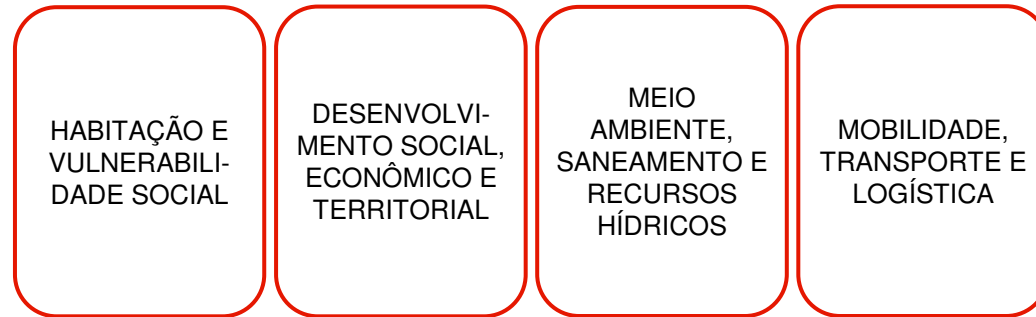 HABITAÇÃO E
VULNERABILI-
DADE SOCIAL
DESENVOLVI-
MENTO SOCIAL,
ECONÔMICO E
TERRITORIAL
MEIO
AMBIENTE,
SANEAMENTO E
RECURSOS
HÍDRICOS
MOBILIDADE,
TRANSPORTE E
LOGÍSTICA